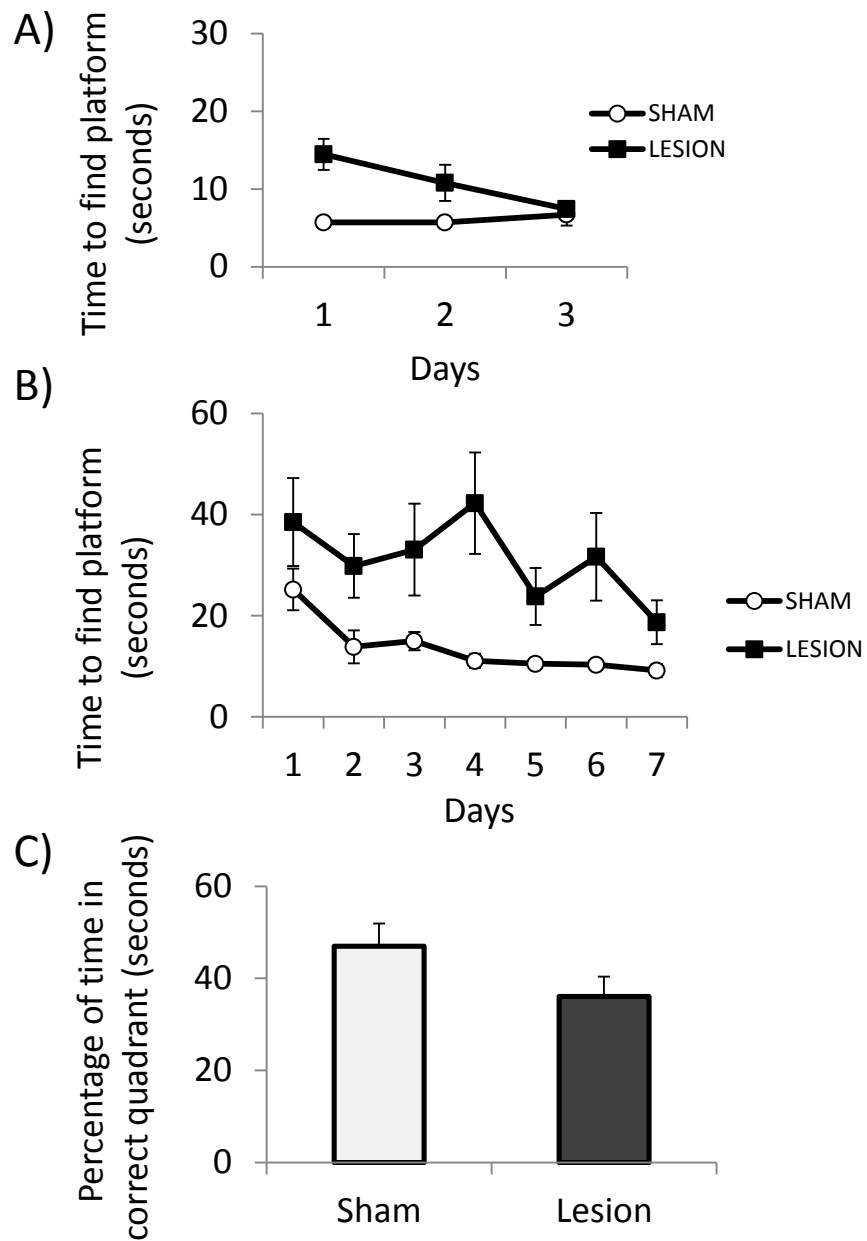 A)
Time to find platform
(seconds)
30
20
10
0
1 2 3
Days
SHAM
LESION
B)
Time to find platform
(seconds)
60
40
20
0
1 2 3 4 5 6 7
Days
SHAM
LESION
C)
Percentage of time in
correct quadrant (seconds)
60
40
20
0
Sham Lesion